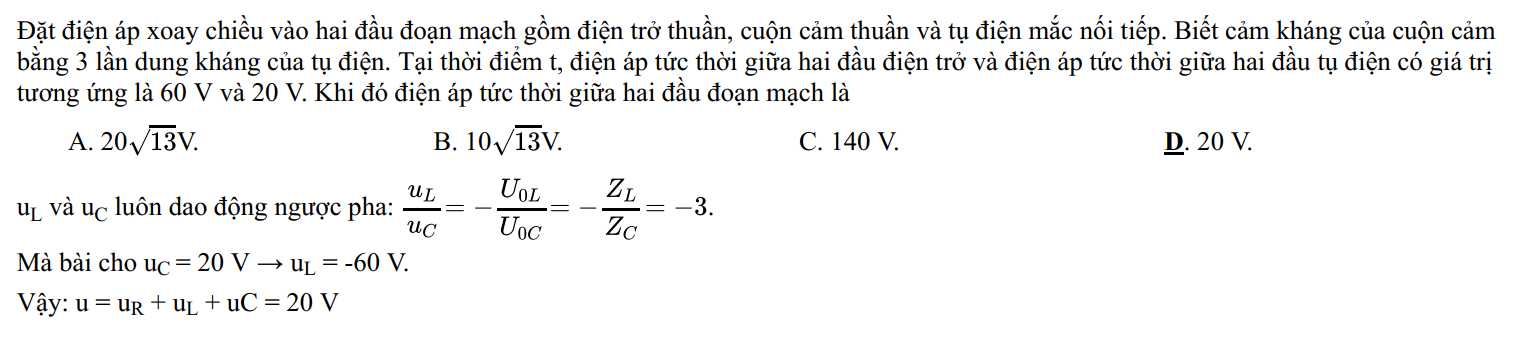 Đặt điện áp xoay chiều vào hai đầu đoạn mạch gồm điện trở thuần, cuộn cảm thuần và tụ điện mắc nối tiếp. Biết cảm kháng của cuộn cảm
bằng 3 lần dung kháng của tụ điện. Tại thời điểm t, điện áp tức thời giữa hai đầu điện trở và điện áp tức thời giữa hai đầu tụ điện có giá trị
tương ứng là 60 V và 20 V. Khi đó điện áp tức thời giữa hai đầu đoạn mạch là
A. 20√13V. B. 10√13V. C. 140 V. D. 20 V.
u_L và u_C luôn dao động ngược pha: \frac{u_L}{u_C} = -\frac{U_{0L}}{U_{0C}} = -\frac{Z_L}{Z_C} = -3.
Mà bài cho u_C = 20 V → u_L = -60 V.
Vậy: u = u_R + u_L + uC = 20 V